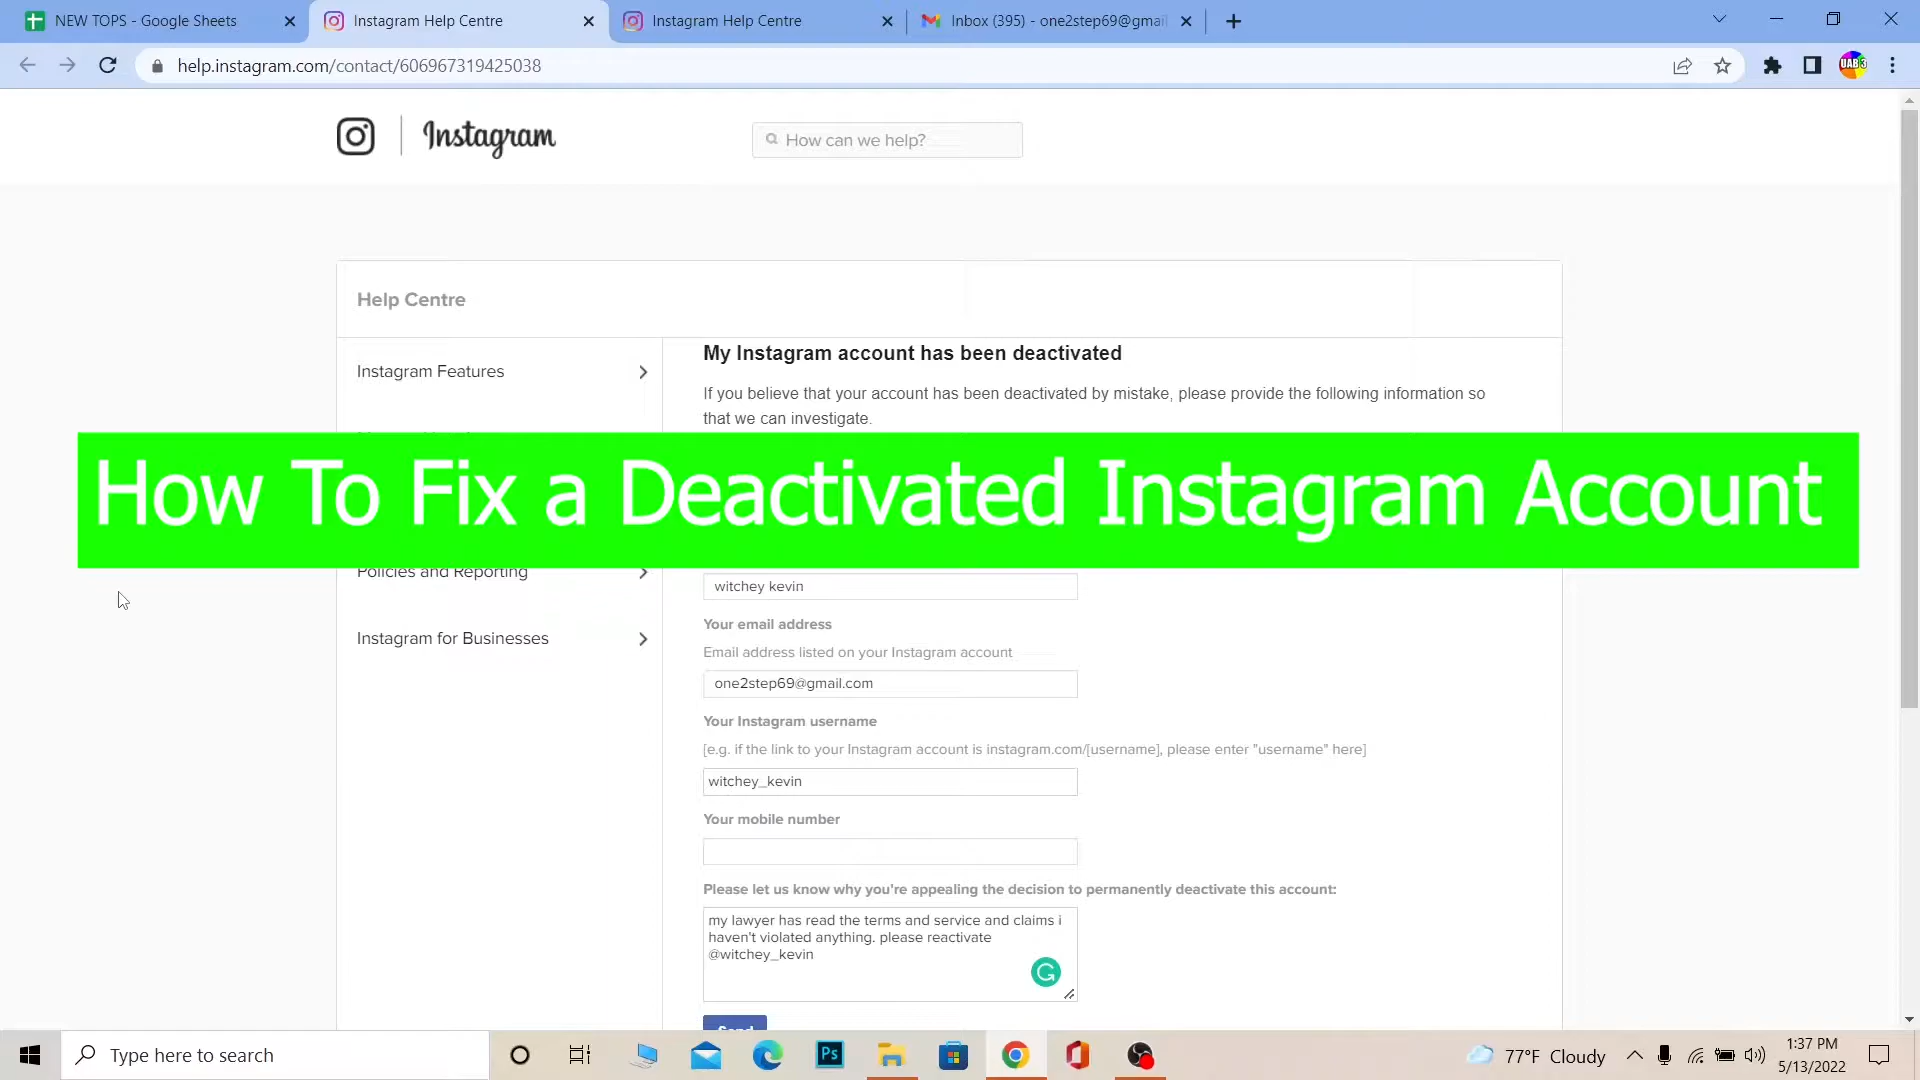 NEW TOPS - Google Sheets
Instagram Help Centre
Instagram Help Centre
Inbox (395) - one2step69@gmai
help.instagram.com/contact/606967319425038
UAB3
Instagram
How can we help?
Help Centre
Instagram Features
My Instagram account has been deactivated
If you believe that your account has been deactivated by mistake, please provide the following information so
that we can investigate.
How To Fix a Deactivated Instagram Account
Policies and Reporting
witchey kevin
Your email address
Instagram for Businesses
Email address listed on your Instagram account
one2step69@gmail.com
Your Instagram username
[e.g. if the link to your Instagram account is instagram.com/[username], please enter "username" here]
witchey_kevin
Your mobile number
Please let us know why you're appealing the decision to permanently deactivate this account:
my lawyer has read the terms and service and claims i
haven't violated anything. please reactivate
@witchey_kevin
Send
Type here to search
Ps
77°F Cloudy
1:37 PM
5/13/2022